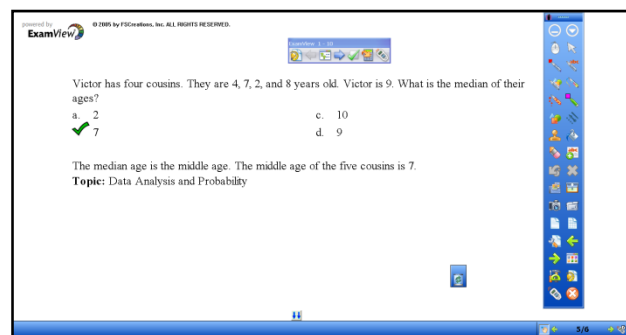 powered by
ExamView
© 2005 by FSCreations, Inc. ALL RIGHTS RESERVED.
ExamView 1 - 10
Victor has four cousins. They are 4, 7, 2, and 8 years old. Victor is 9. What is the median of their
ages?
a. 2 c. 10
7 d. 9
The median age is the middle age. The middle age of the five cousins is 7.
Topic: Data Analysis and Probability
5/6